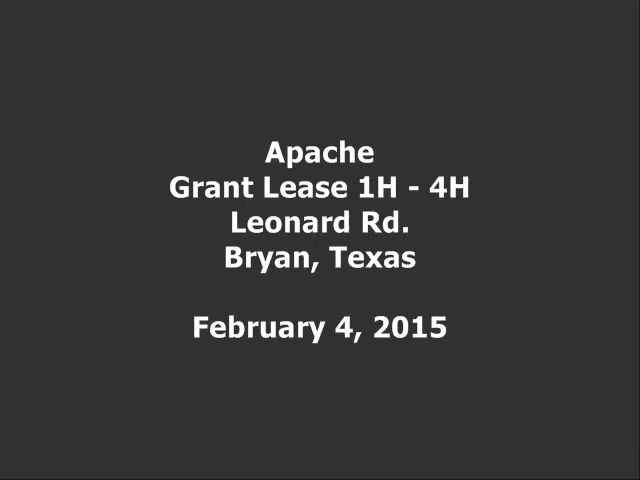 Apache
Grant Lease 1H - 4H
Leonard Rd.
Bryan, Texas
February 4, 2015